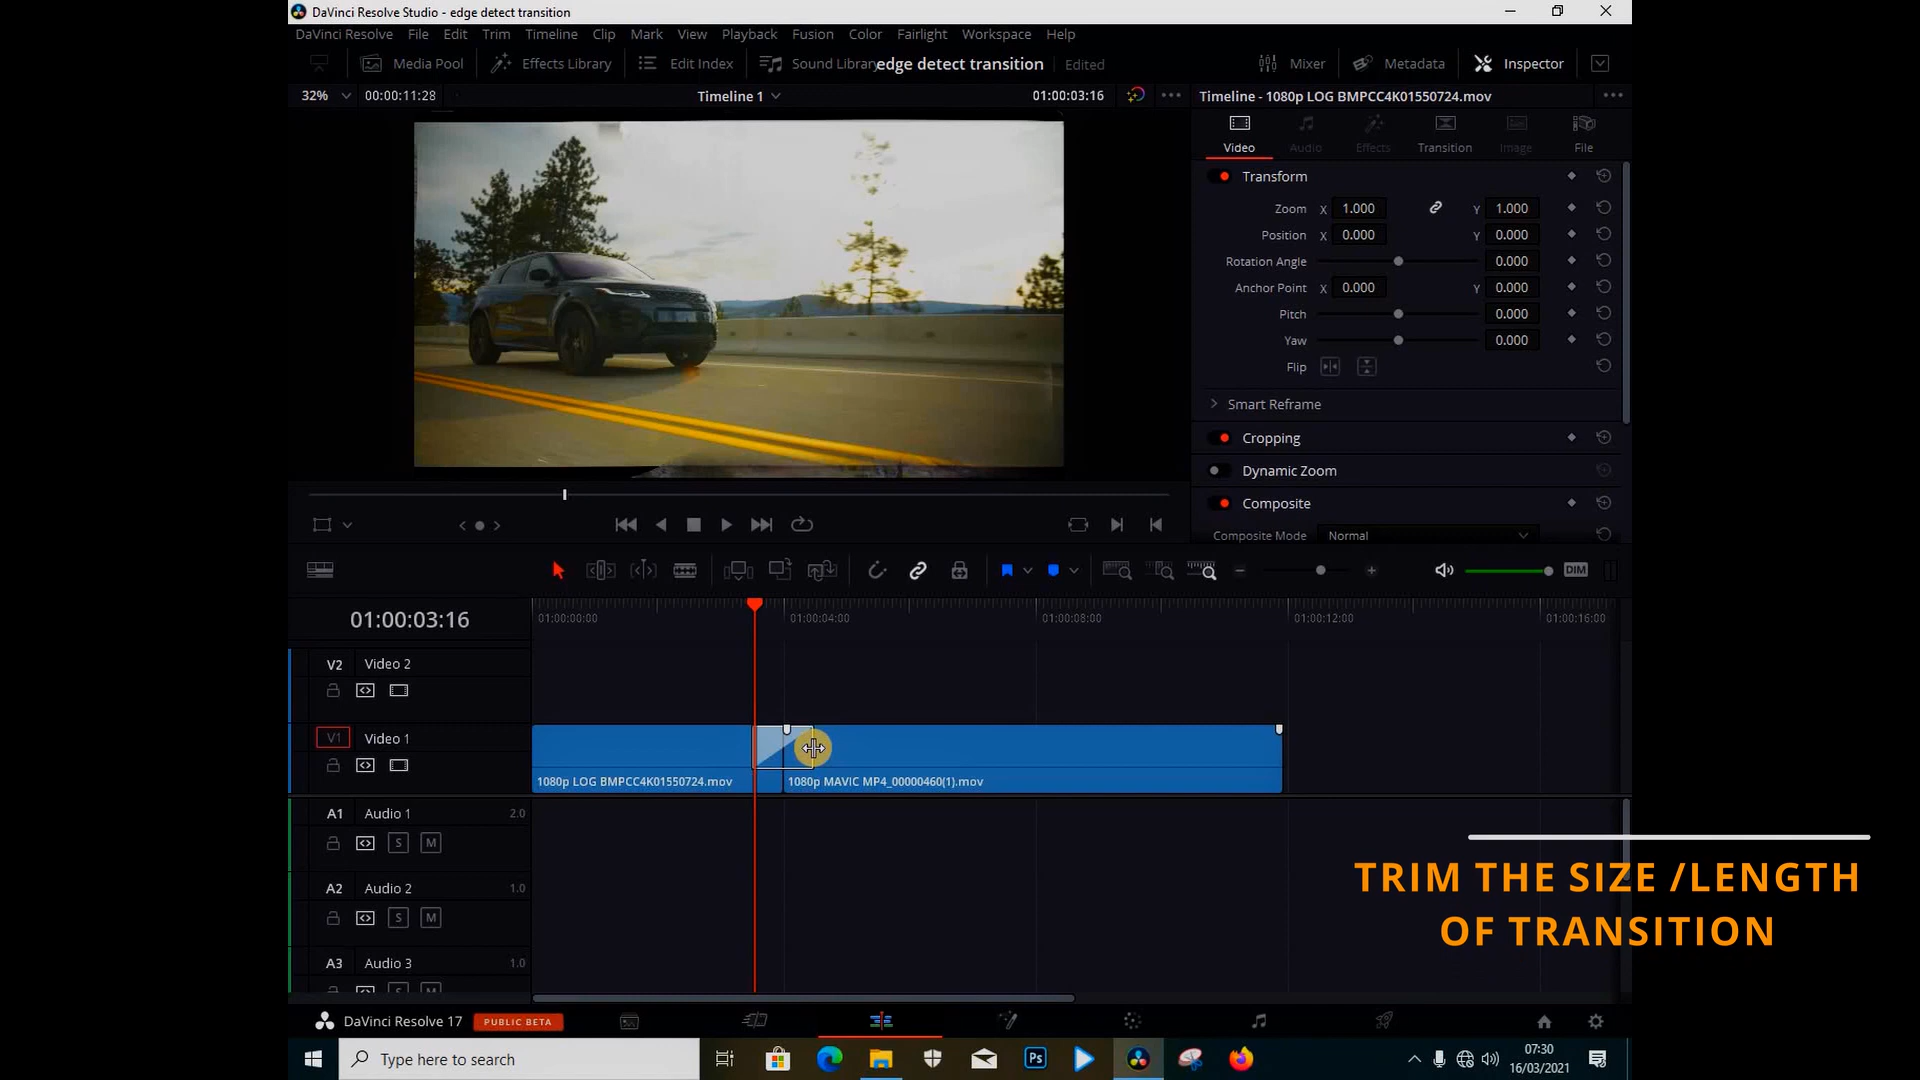 DaVinci Resolve Studio - edge detect transition
DaVinci Resolve File Edit Trim Timeline Clip Mark View Playback Fusion Color Fairlight Workspace Help
Media Pool Effects Library Edit Index Sound Library edge detect transition Edited Mixer Metadata Inspector
32% 00:00:11:28 Timeline 1 01:00:03:16 Timeline - 1080p LOG BMPCC4K01550724.mov
Video Audio Effects Transition Image File
Transform
Zoom X 1.000 Y 1.000
Position X 0.000 Y 0.000
Rotation Angle 0.000
Anchor Point X 0.000 Y 0.000
Pitch 0.000
Yaw 0.000
Flip
Smart Reframe
Cropping
Dynamic Zoom
Composite
Composite Mode Normal
DIM
01:00:03:16 01:00:00:00 01:00:04:00 01:00:08:00 01:00:12:00 01:00:16:00
V2 Video 2
V1 Video 1
1080p LOG BMPCC4K01550724.mov 1080p MAVIC MP4_00000460(1).mov
A1 Audio 1 2.0
S M
A2 Audio 2 1.0
S M
A3 Audio 3 1.0
S M
TRIM THE SIZE /LENGTH
OF TRANSITION
DaVinci Resolve 17 PUBLIC BETA
Type here to search Ps 07:30
16/03/2021